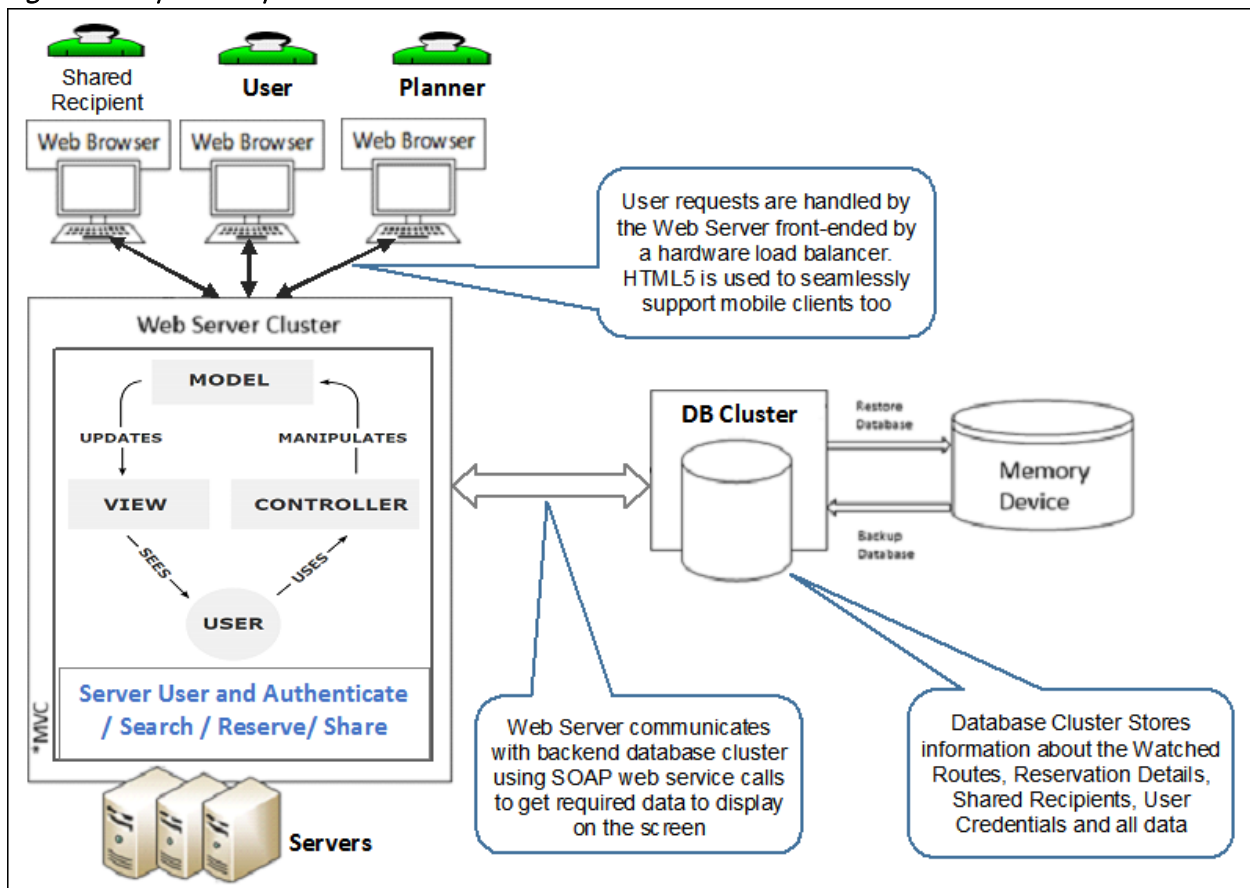 Shared
Recipient
User
Planner
Web Browser
Web Browser
Web Browser
User requests are handled by
the Web Server front-ended by
a hardware load balancer.
HTML5 is used to seamlessly
support mobile clients too
Web Server Cluster
MODEL
UPDATES
MANIPULATES
VIEW
CONTROLLER
SEES
USES
USER
Server User and Authenticate
/ Search / Reserve/ Share
*MVC
Servers
DB Cluster
Restore
Database
Memory
Device
Backup
Database
Web Server communicates
with backend database cluster
using SOAP web service calls
to get required data to display
on the screen
Database Cluster Stores
information about the Watched
Routes, Reservation Details,
Shared Recipients, User
Credentials and all data